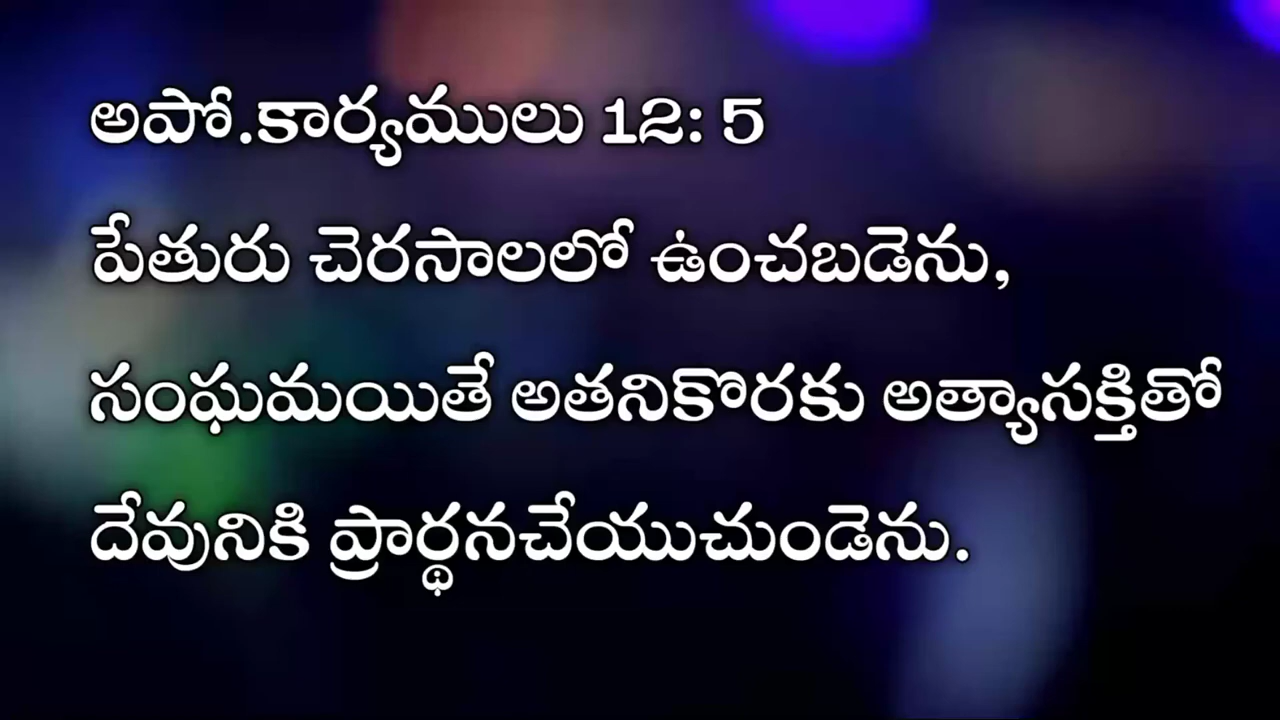 అపో.కార్యములు 12: 5
పేతురు చెరసాలలో ఉంచబడెను,
సంఘమయితే అతనికొరకు అత్యాసక్తితో
దేవునికి ప్రార్థనచేయుచుండెను.